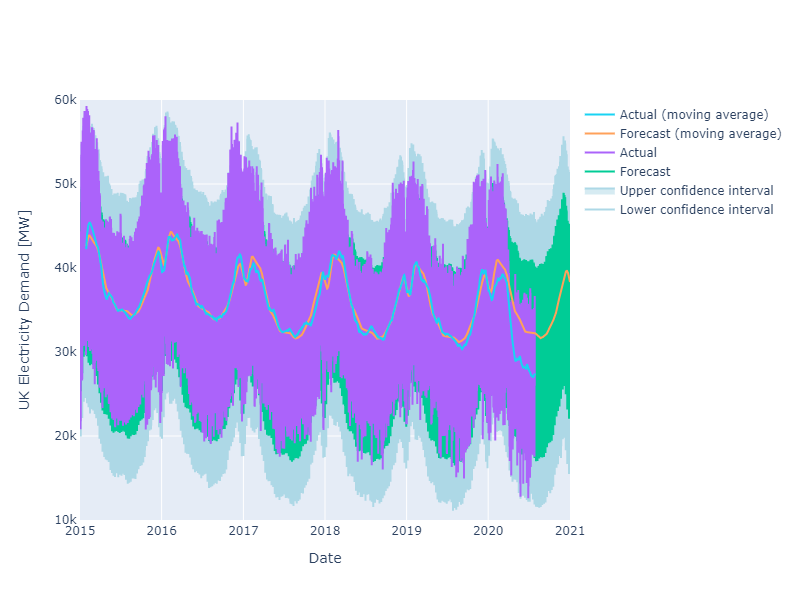 60k
50k
40k
30k
20k
10k
2015
2016
2017
2018
2019
2020
2021
Date
UK Electricity Demand [MW]
Actual (moving average)
Forecast (moving average)
Actual
Forecast
Upper confidence interval
Lower confidence interval